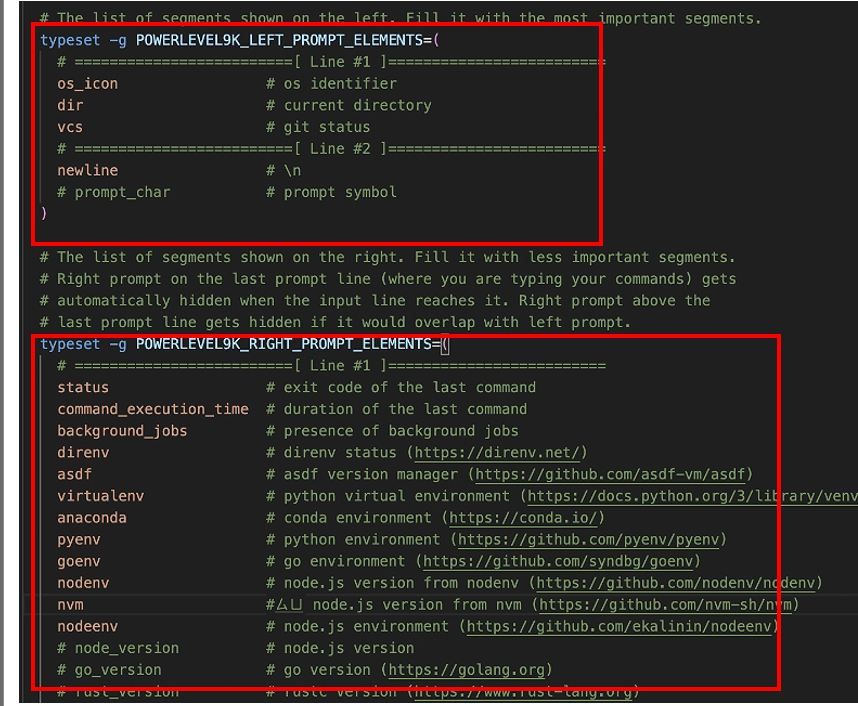 # The list of segments shown on the left. Fill it with the most important segments.
typeset -g POWERLEVEL9K_LEFT_PROMPT_ELEMENTS=(
# =========================[ Line #1 ]=========================
os_icon # os identifier
dir # current directory
vcs # git status
# =========================[ Line #2 ]=========================
newline # \n
# prompt_char # prompt symbol
)
# The list of segments shown on the right. Fill it with less important segments.
# Right prompt on the last prompt line (where you are typing your commands) gets
# automatically hidden when the input line reaches it. Right prompt above the
# last prompt line gets hidden if it would overlap with left prompt.
typeset -g POWERLEVEL9K_RIGHT_PROMPT_ELEMENTS=(
# =========================[ Line #1 ]=========================
status # exit code of the last command
command_execution_time # duration of the last command
background_jobs # presence of background jobs
direnv # direnv status (https://direnv.net/)
asdf # asdf version manager (https://github.com/asdf-vm/asdf)
virtualenv # python virtual environment (https://docs.python.org/3/library/venv
anaconda # conda environment (https://conda.io/)
pyenv # python environment (https://github.com/pyenv/pyenv)
goenv # go environment (https://github.com/syndbg/goenv)
nodenv # node.js version from nodenv (https://github.com/nodenv/nodenv)
nvm #ㄙㄩ node.js version from nvm (https://github.com/nvm-sh/nvm)
nodeenv # node.js environment (https://github.com/ekalinin/nodeenv)
# node_version # node.js version
# go_version # go version (https://golang.org)
# rust_version # rustc version (https://www.rust-lang.org)